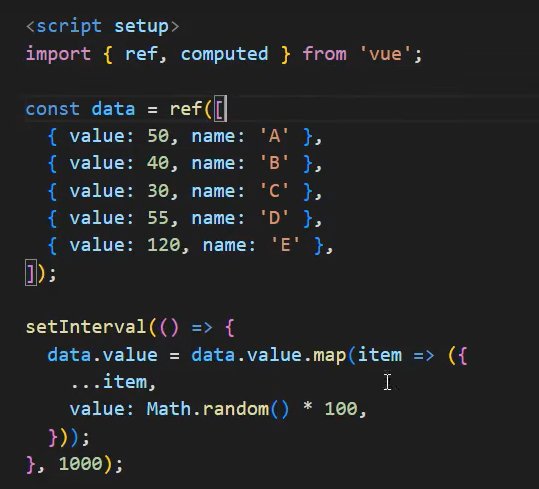 <script setup>
import { ref, computed } from 'vue';
const data = ref([
{ value: 50, name: 'A' },
{ value: 40, name: 'B' },
{ value: 30, name: 'C' },
{ value: 55, name: 'D' },
{ value: 120, name: 'E' },
]);
setInterval(() => {
data.value = data.value.map(item => ({
...item,
value: Math.random() * 100,
}));
}, 1000);